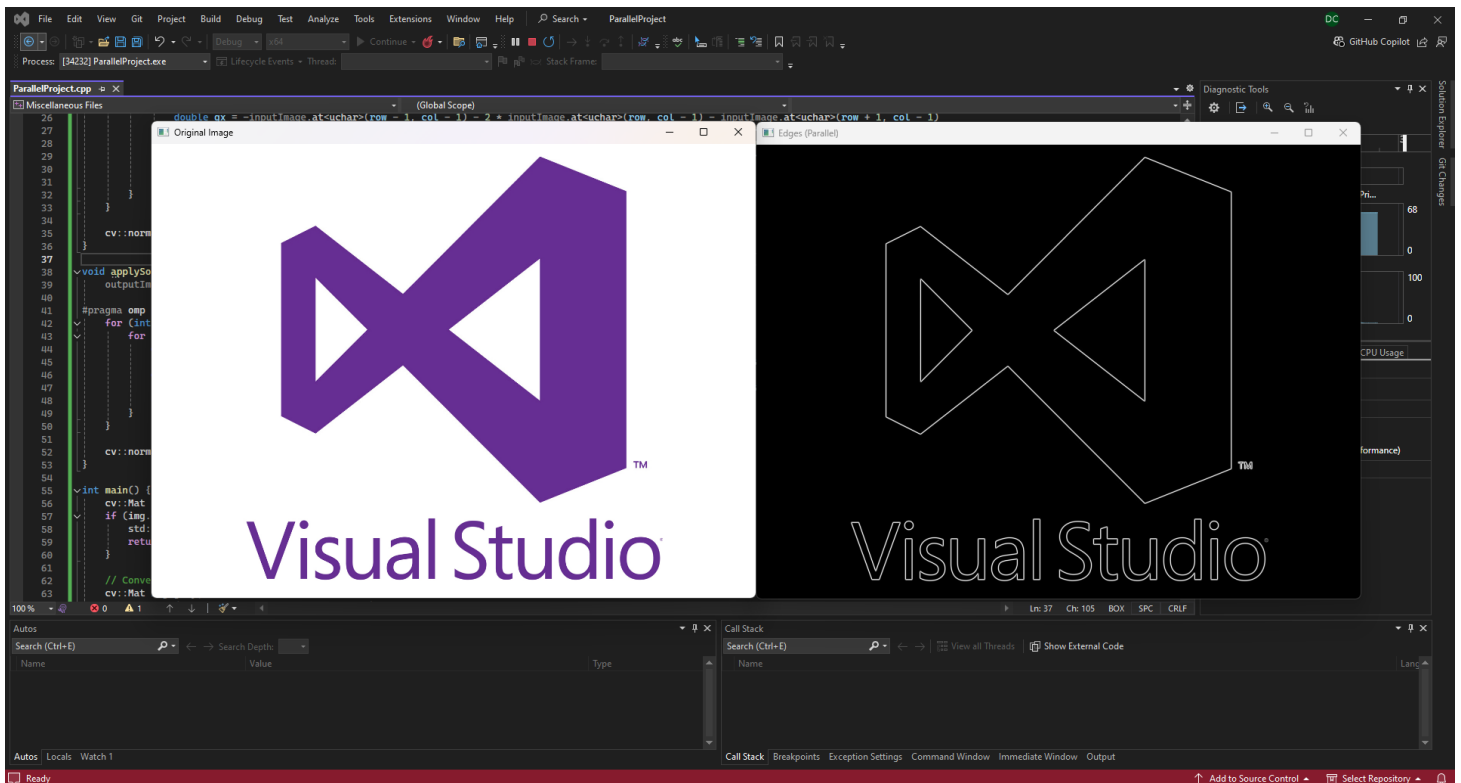 File Edit View Git Project Build Debug Test Analyze Tools Extensions Window Help Search ParallelProject DC
Debug x64 Continue GitHub Copilot
Process: [34232] ParallelProject.exe Lifecycle Events Thread: Stack Frame:
ParallelProject.cpp Diagnostic Tools
Miscellaneous Files (Global Scope)
26 double gx = -inputImage.at<uchar>(row - 1, col - 1) - 2 * inputImage.at<uchar>(row, col - 1) - inputImage.at<uchar>(row + 1, col - 1)
27 Original Image Edges (Parallel)
28
29
30
31
32 }
33 }
34
35 cv::norm
36 }
37
38 void applySo
39 outputIm
40
41 #pragma omp
42 for (int
43 for
44
45
46
47
48
49 }
50 }
51
52 cv::norm
53 }
54
55 int main() {
56 cv::Mat
57 if (img.
58 std:
59 retu
60 }
61
62 // Conve
63 cv::Mat
TM
Visual Studio
TM
Visual Studio
Pri...
68
0
100
0
CPU Usage
formance)
Solution Explorer
Git Changes
100 % 0 1 Ln: 37 Ch: 105 BOX SPC CRLF
Autos
Search (Ctrl+E) Search Depth:
Name Value Type
Autos Locals Watch 1
Call Stack
Search (Ctrl+E) View all Threads Show External Code
Name Lang
Call Stack Breakpoints Exception Settings Command Window Immediate Window Output
Ready Add to Source Control Select Repository